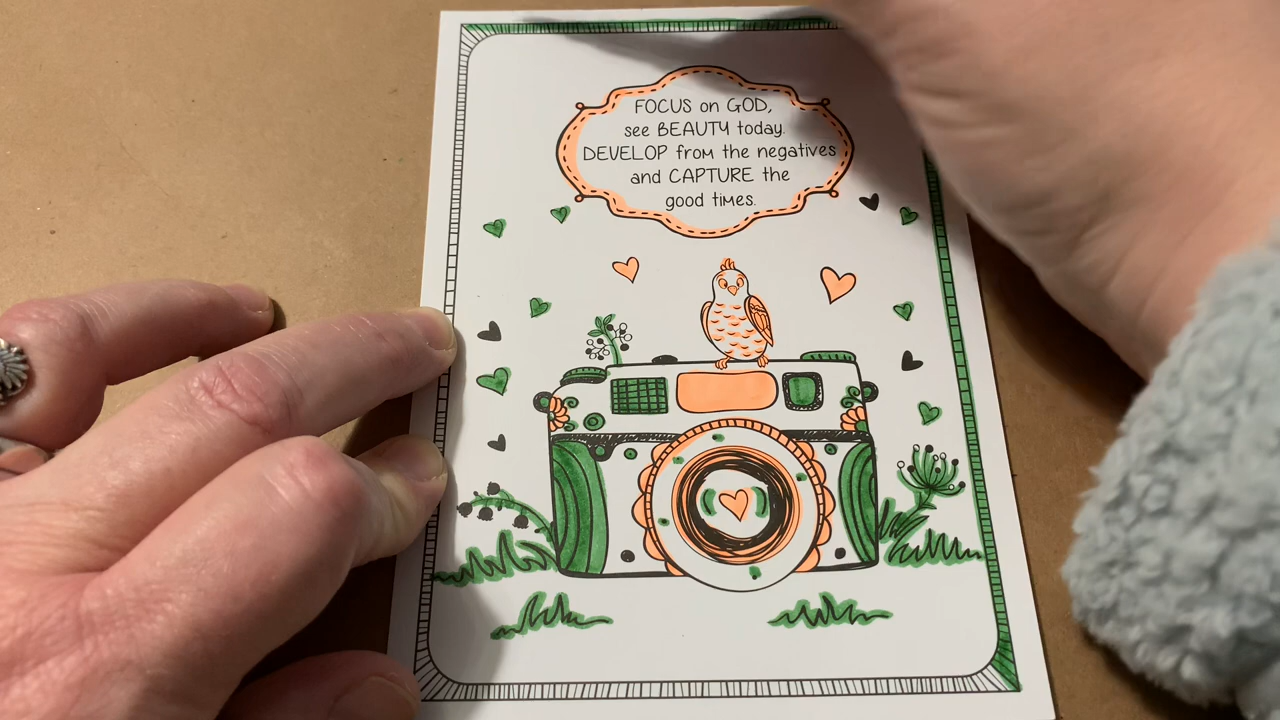 FOCUS on GOD,
see BEAUTY today.
DEVELOP from the negatives
and CAPTURE the
good times.